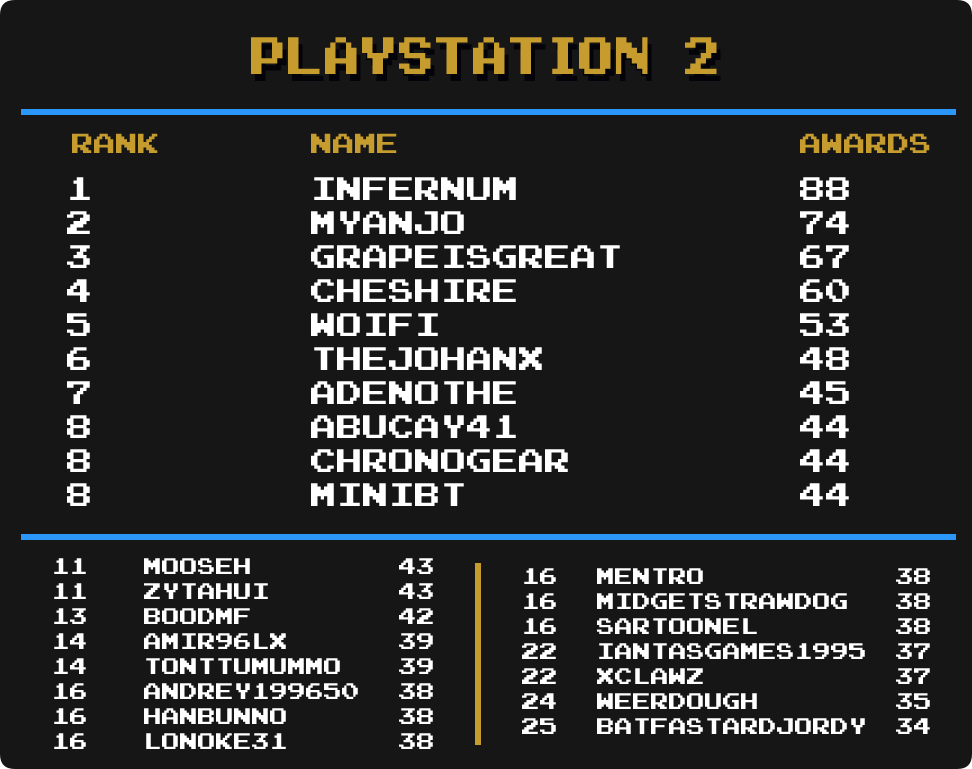 PLAYSTATION 2
RANK NAME AWARDS
1 INFERNUM 88
2 MYANJO 74
3 GRAPEISGREAT 67
4 CHESHIRE 60
5 WOIFI 53
6 THEJOHANX 48
7 ADENOTHE 45
8 ABUCAY41 44
8 CHRONOGEAR 44
8 MINIBT 44
11 MOOSEH 43
11 ZYTAHUI 43
13 BOODMF 42
14 AMIR96LX 39
14 TONTTUMUMMO 39
16 ANDREY199650 38
16 HANBUNNO 38
16 LONOKE31 38
16 MENTRO 38
16 MIDGETSTRAWDOG 38
16 SARTOONEL 38
22 IANTASGAMES1995 37
22 XCLAWZ 37
24 WEERDOUGH 35
25 BATFASTARDJORDY 34